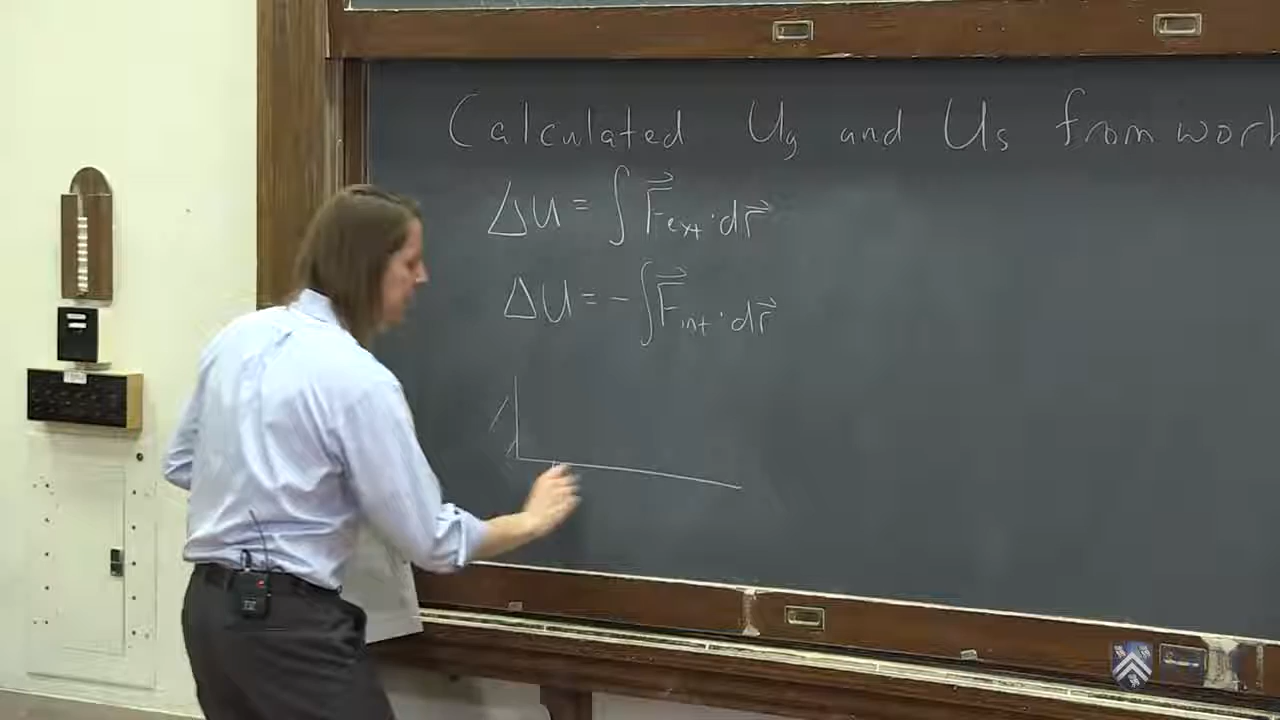 Calculated Ug and Us from work
ΔU = ∫F⃗ext · dr⃗
ΔU = -∫F⃗int · dr⃗